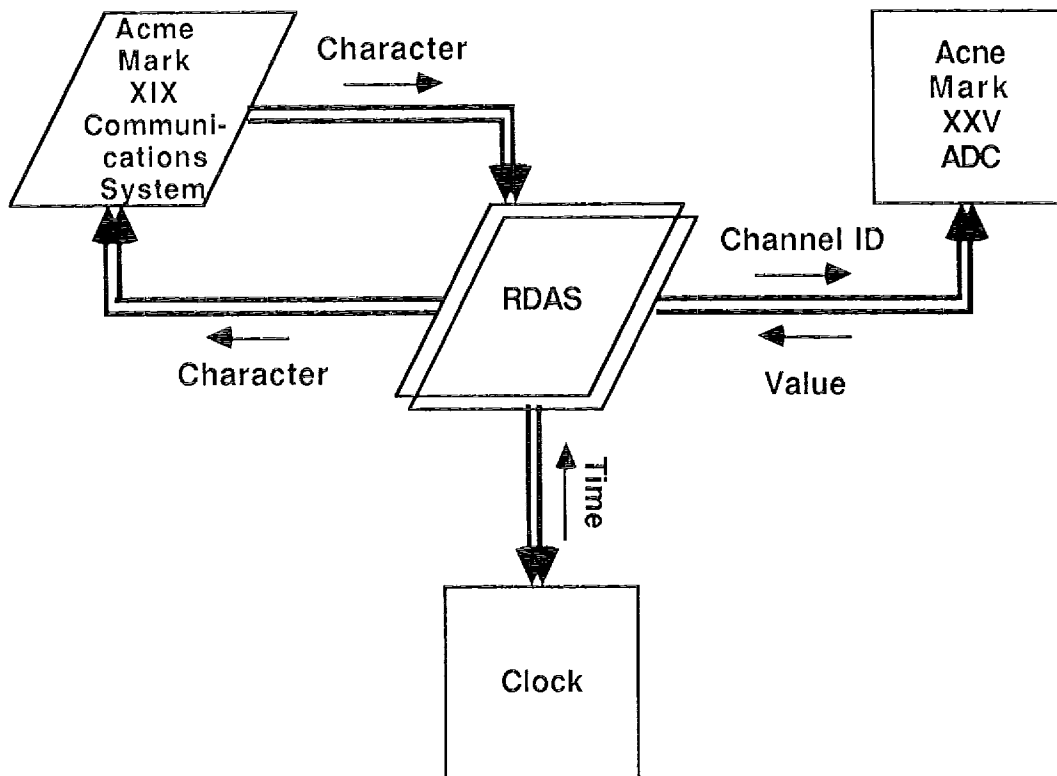 Acme
Mark
XIX
Communi-
cations
System
Character
Acne
Mark
XXV
ADC
Channel ID
RDAS
Character
Value
Time
Clock